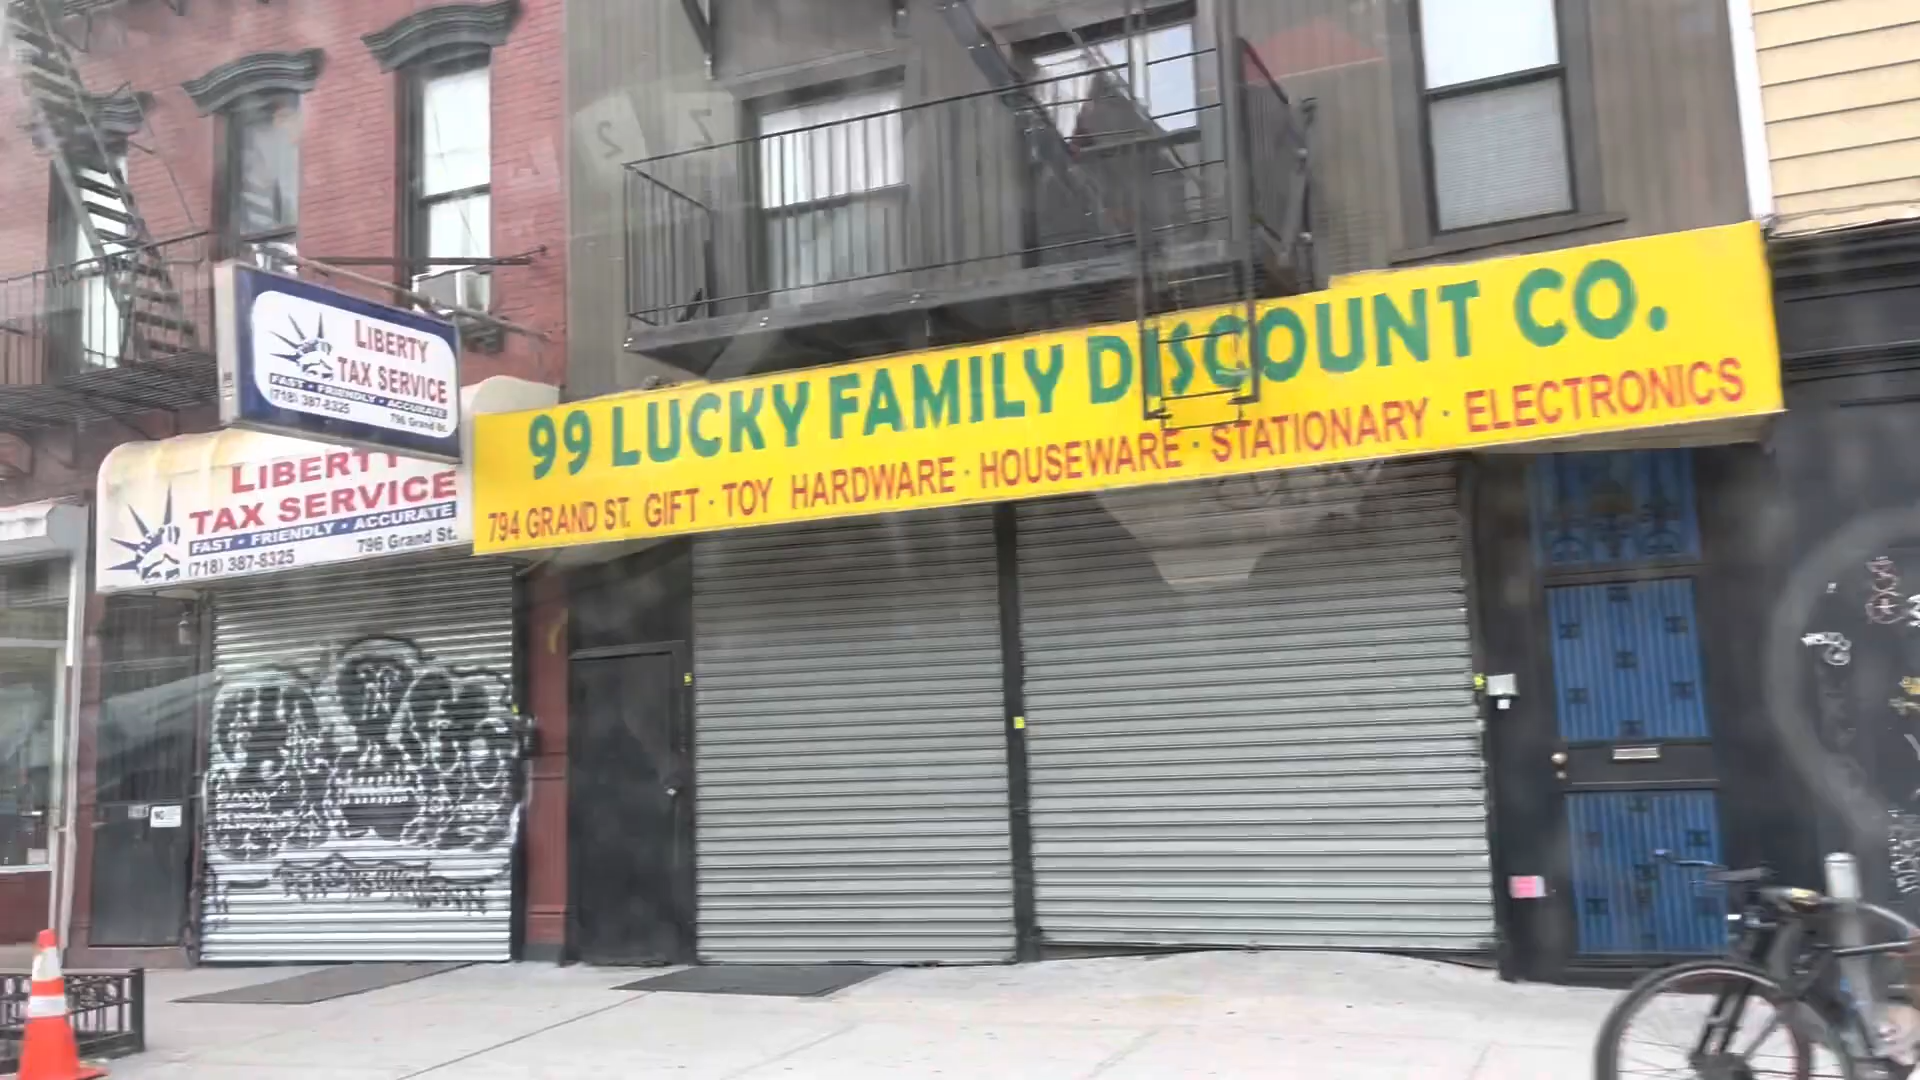 LIBERTY
TAX SERVICE
FAST • FRIENDLY • ACCURATE
(718) 387-8325
796 Grand St.
LIBERTY
TAX SERVICE
FAST • FRIENDLY • ACCURATE
796 Grand St.
(718) 387-8325
99 LUCKY FAMILY DISCOUNT CO.
794 GRAND ST. GIFT · TOY HARDWARE · HOUSEWARE · STATIONARY · ELECTRONICS
NO